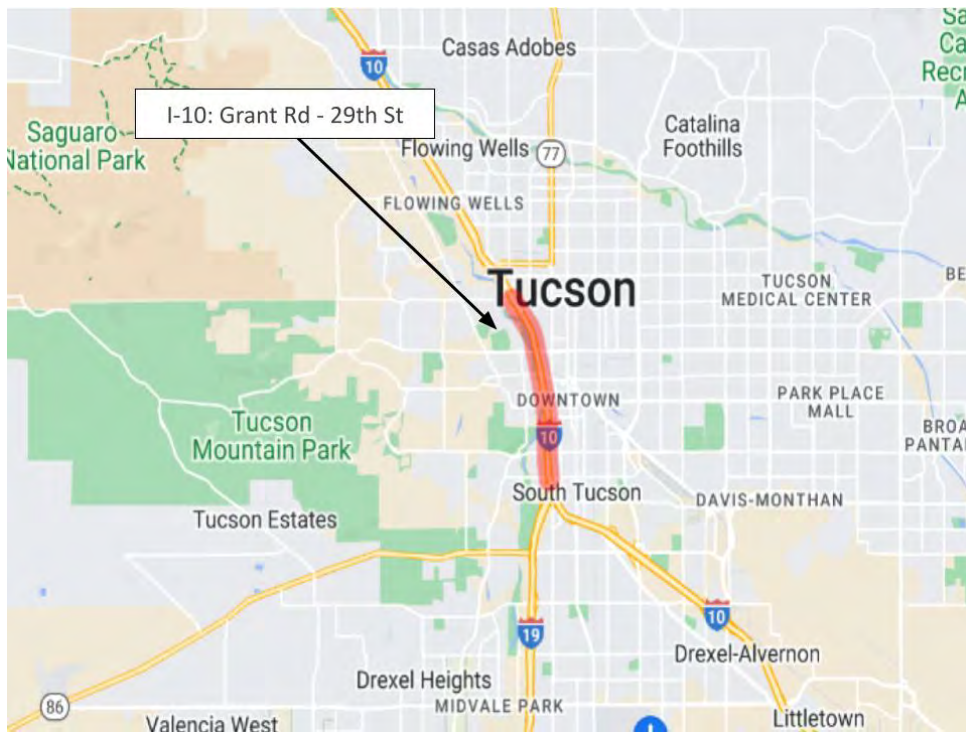 Casas Adobes
10
I-10: Grant Rd - 29th St
Saguaro
National Park
Catalina
Foothills
Flowing Wells
77
FLOWING WELLS
Tucson
TUCSON
MEDICAL CENTER
DOWNTOWN
PARK PLACE
MALL
Tucson
Mountain Park
10
South Tucson
DAVIS-MONTHAN
Tucson Estates
10
19
Drexel-Alvernon
Drexel Heights
MIDVALE PARK
86
Valencia West
Littletown